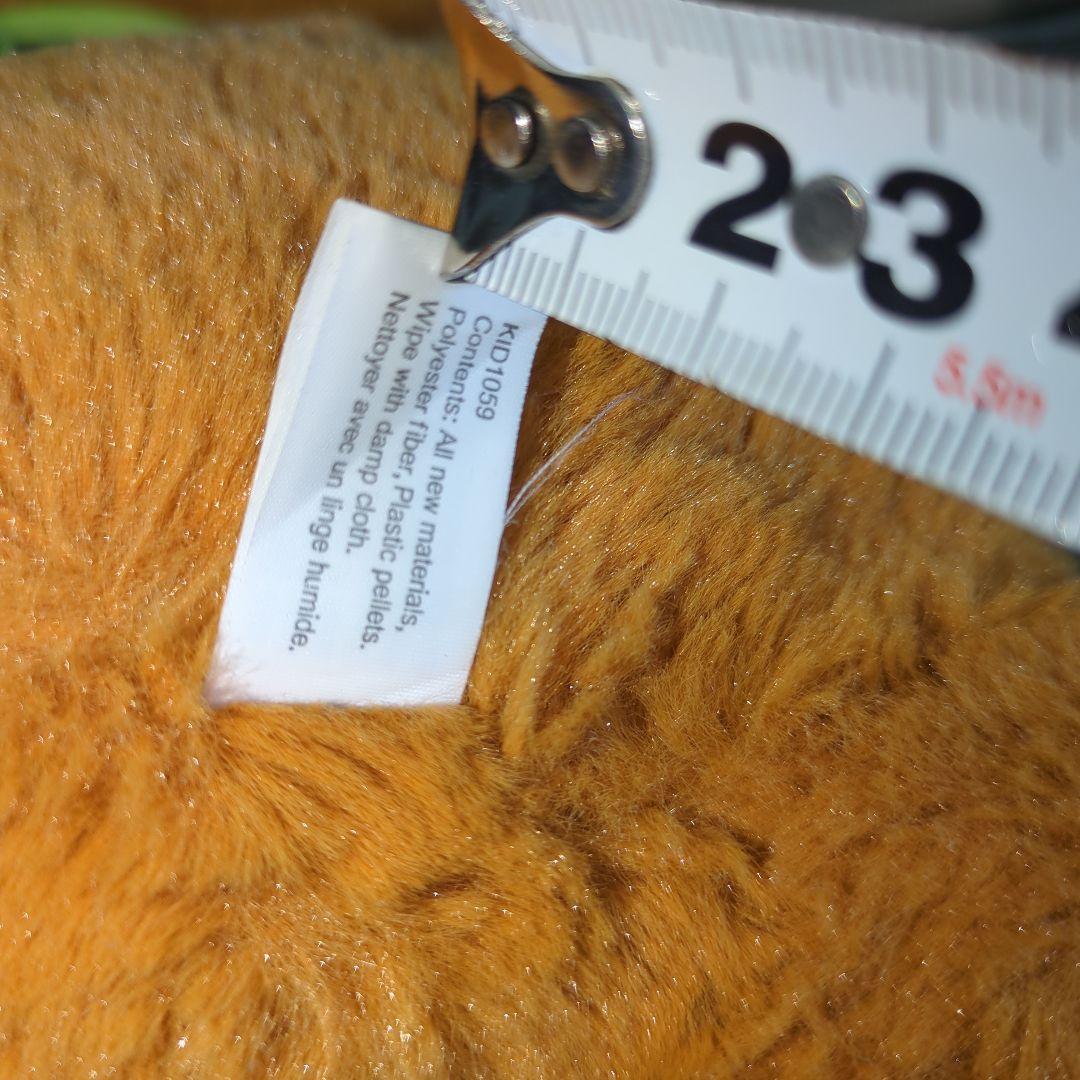 KID1059
Contents: All new materials,
Polyester fiber, Plastic pellets.
Wipe with damp cloth.
Nettoyer avec un linge humide.
2 3
5.5m